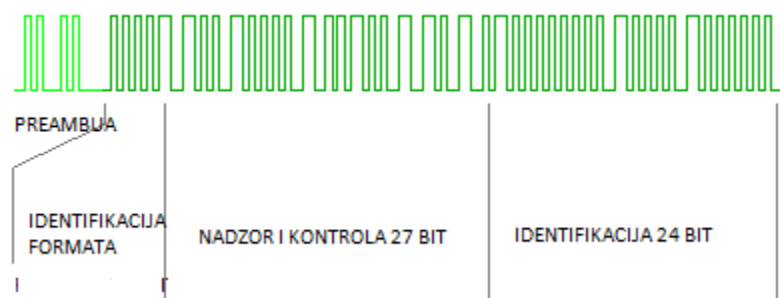 PREAMBUA
IDENTIFIKACIJA
FORMATA
NADZOR I KONTROLA 27 BIT
IDENTIFIKACIJA 24 BIT